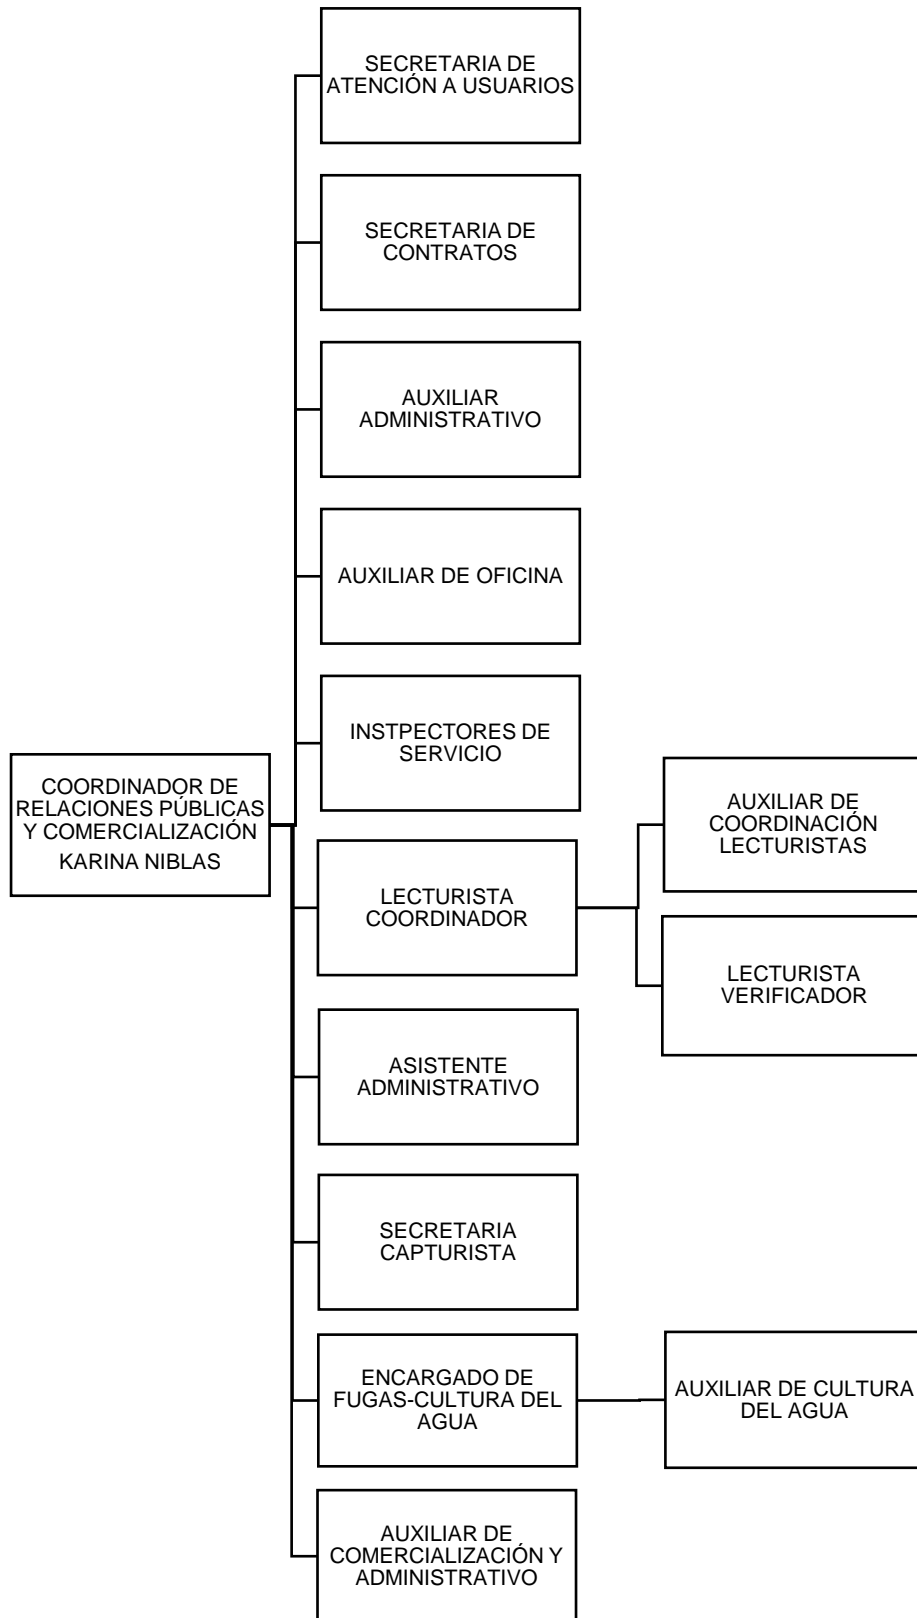 SECRETARIA DE
ATENCIÓN A USUARIOS
SECRETARIA DE
CONTRATOS
AUXILIAR
ADMINISTRATIVO
AUXILIAR DE OFICINA
INSTPECTORES DE
SERVICIO
COORDINADOR DE
RELACIONES PÚBLICAS
Y COMERCIALIZACIÓN
KARINA NIBLAS
LECTURISTA
COORDINADOR
AUXILIAR DE
COORDINACIÓN
LECTURISTAS
LECTURISTA
VERIFICADOR
ASISTENTE
ADMINISTRATIVO
SECRETARIA
CAPTURISTA
ENCARGADO DE
FUGAS-CULTURA DEL
AGUA
AUXILIAR DE CULTURA
DEL AGUA
AUXILIAR DE
COMERCIALIZACIÓN Y
ADMINISTRATIVO